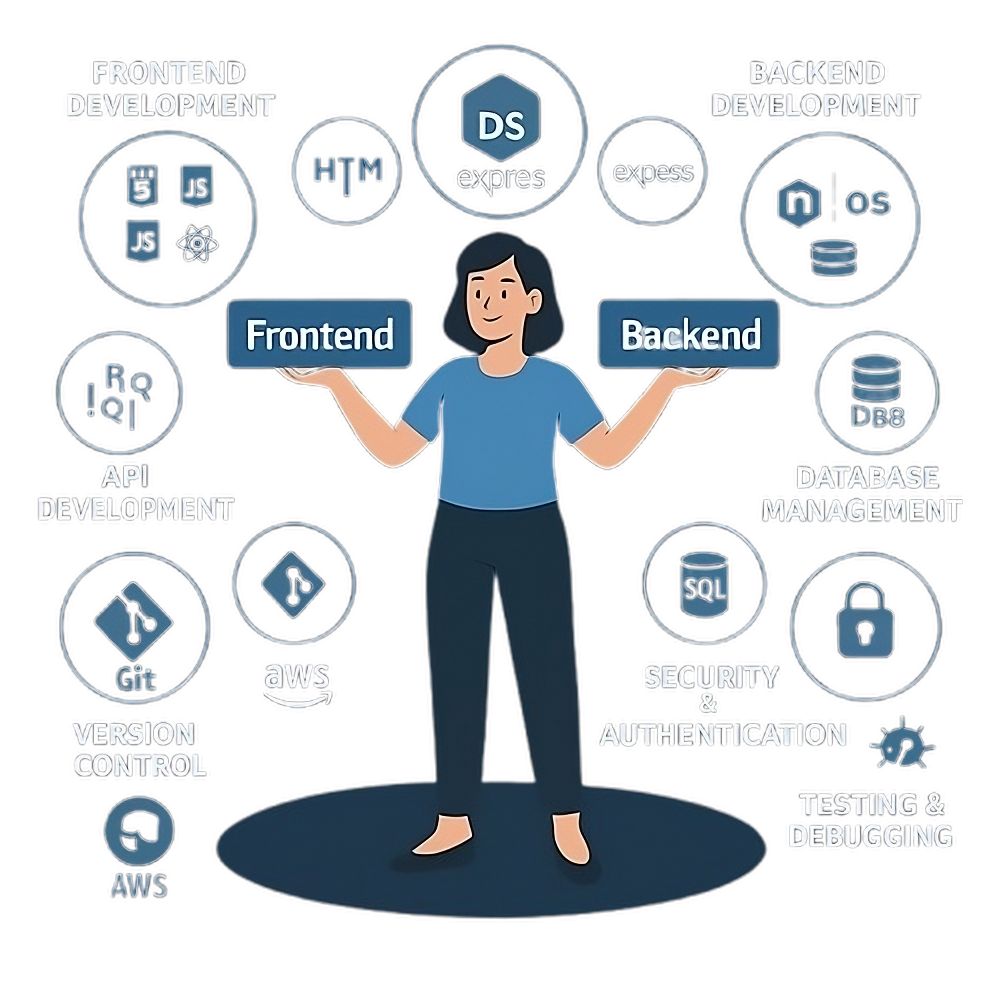 FRONTEND
DEVELOPMENT
5
JS
JS
HTM
DS
expres
expess
BACKEND
DEVELOPMENT
n
OS
Frontend
Backend
RQ
!QI
API
DEVELOPMENT
DB8
DATABASE
MANAGEMENT
Git
VERSION
CONTROL
aws
AWS
SQL
SECURITY
&
AUTHENTICATION
TESTING &
DEBUGGING